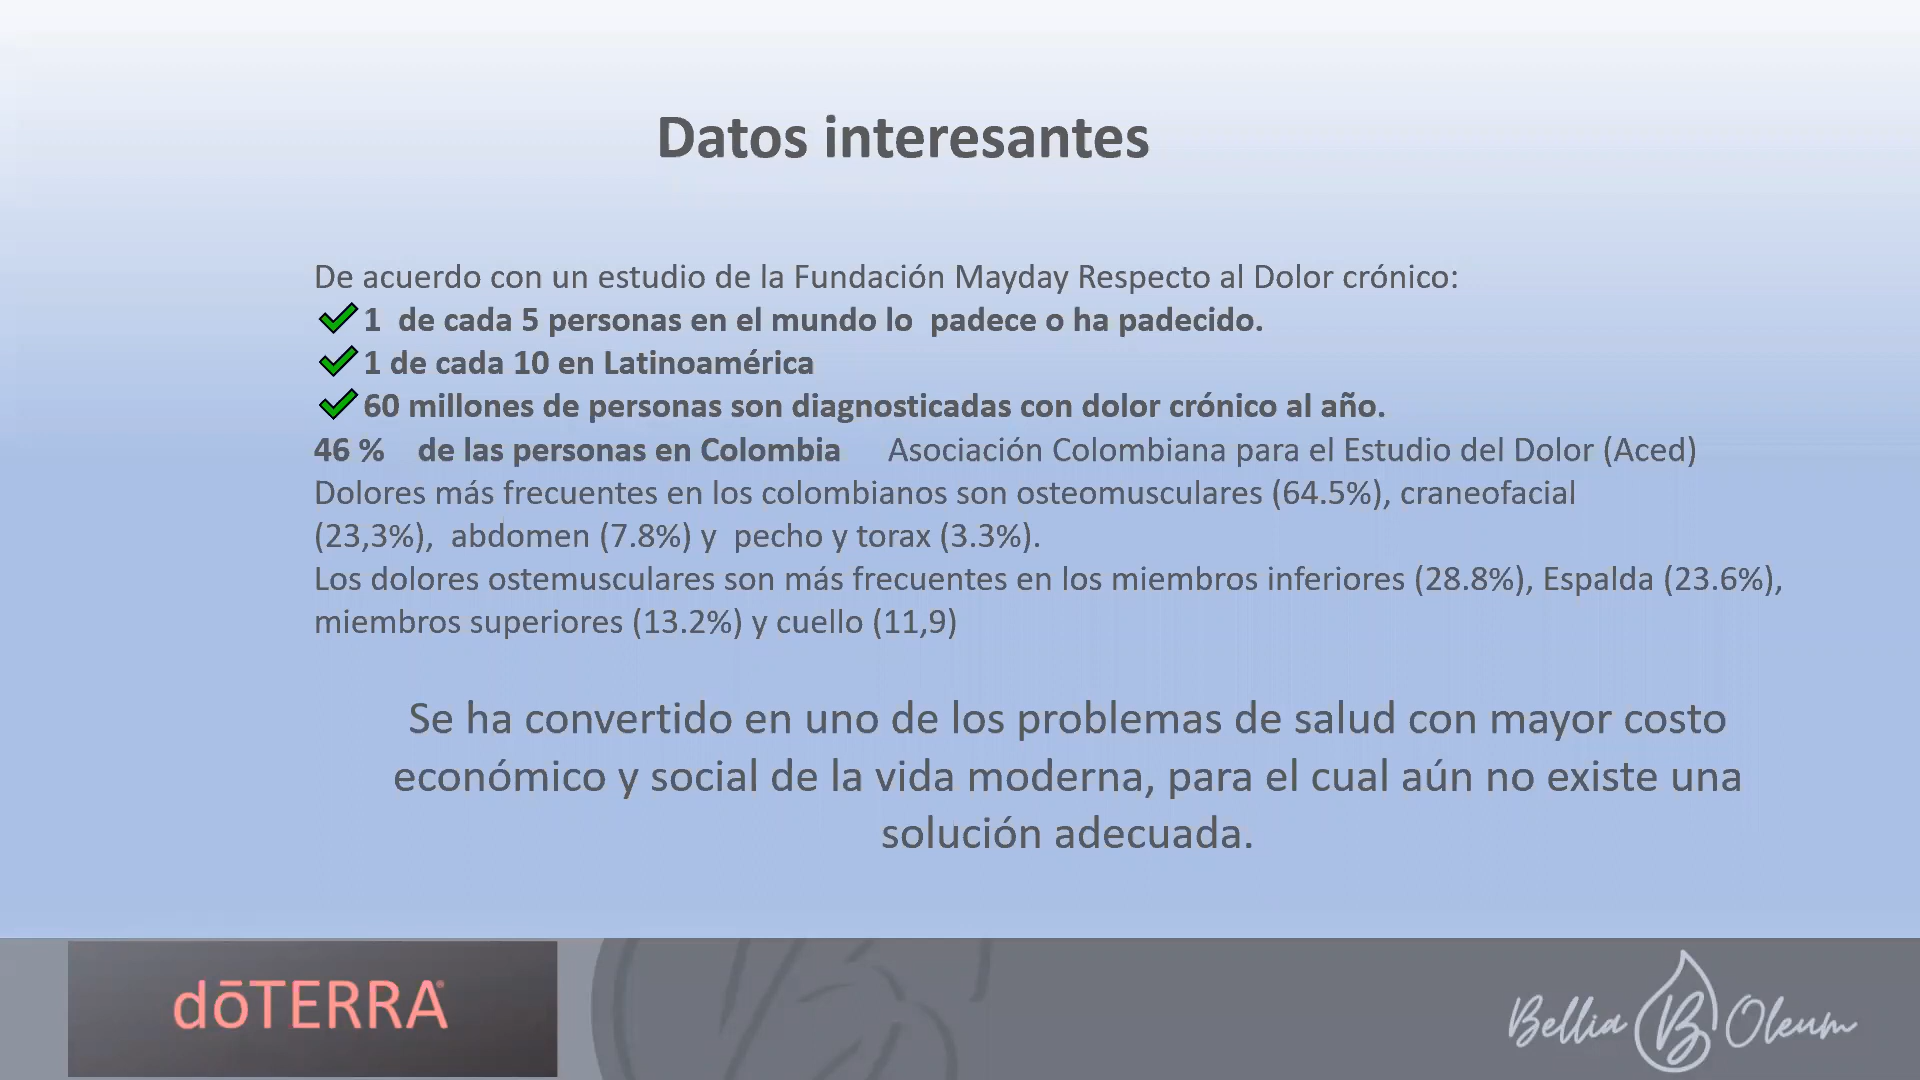 Datos interesantes
De acuerdo con un estudio de la Fundación Mayday Respecto al Dolor crónico:
1 de cada 5 personas en el mundo lo padece o ha padecido.
1 de cada 10 en Latinoamérica
60 millones de personas son diagnosticadas con dolor crónico al año.
46 % de las personas en Colombia Asociación Colombiana para el Estudio del Dolor (Aced)
Dolores más frecuentes en los colombianos son osteomusculares (64.5%), craneofacial
(23,3%), abdomen (7.8%) y pecho y torax (3.3%).
Los dolores ostemusculares son más frecuentes en los miembros inferiores (28.8%), Espalda (23.6%),
miembros superiores (13.2%) y cuello (11,9)
Se ha convertido en uno de los problemas de salud con mayor costo
económico y social de la vida moderna, para el cual aún no existe una
solución adecuada.
dōTERRA
Bellia B Oleum